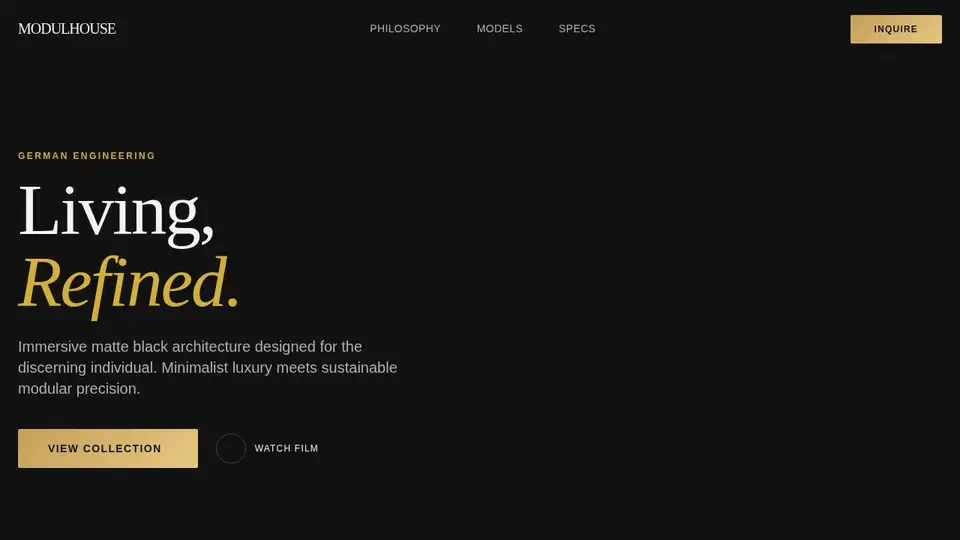 MODULHOUSE
PHILOSOPHY
MODELS
SPECS
INQUIRE
GERMAN ENGINEERING
Living,
Refined.
Immersive matte black architecture designed for the
discerning individual. Minimalist luxury meets sustainable
modular precision.
VIEW COLLECTION
WATCH FILM